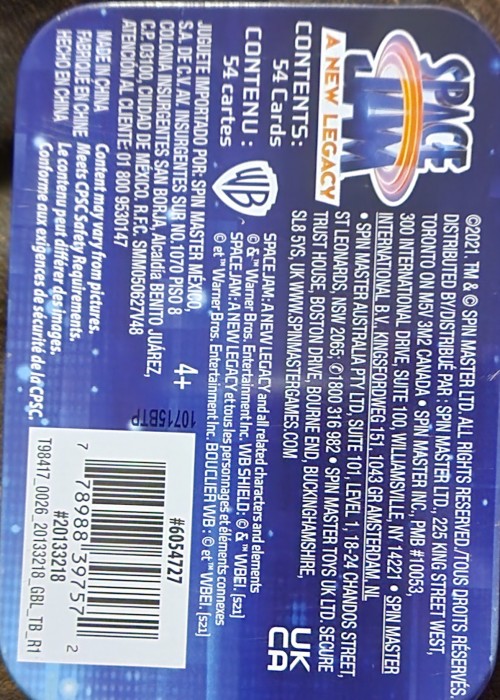 SPACE JAM
A NEW LEGACY
CONTENTS:
54 Cards
CONTENU :
54 cartes
©2021. TM & © SPIN MASTER LTD. ALL RIGHTS RESERVED./TOUS DROITS RÉSERVÉS.
DISTRIBUTED BY/DISTRIBUÉ PAR : SPIN MASTER LTD., 225 KING STREET WEST,
TORONTO ON M5V 3M2 CANADA • SPIN MASTER INC., PMB #10053,
300 INTERNATIONAL DRIVE, SUITE 100, WILLIAMSVILLE, NY 14221 • SPIN MASTER
INTERNATIONAL B.V., KINGSFORDWEG 151, 1043 GR AMSTERDAM, NL
• SPIN MASTER AUSTRALIA PTY LTD, SUITE 101, LEVEL 1, 18-24 CHANDOS STREET,
ST LEONARDS, NSW 2065; 1800 316 982 • SPIN MASTER TOYS UK LTD. SECURE
TRUST HOUSE, BOSTON DRIVE, BOURNE END, BUCKINGHAMSHIRE,
SL8 5YS, UK WWW.SPINMASTERGAMES.COM
UK
CA
WB
SPACE JAM: A NEW LEGACY and all related characters and elements
© & ™ Warner Bros. Entertainment Inc. WB SHIELD: © & ™ WBEI. (s21)
SPACE JAM: A NEW LEGACY et tous les personnages et éléments connexes
© et ™ Warner Bros. Entertainment Inc. BOUCLIER WB : © et ™ WBEI. (s21)
JUGUETE IMPORTADO POR: SPIN MASTER MÉXICO,
S.A. DE C.V. AV. INSURGENTES SUR NO.1070 PISO 8
COLONIA INSURGENTES SAN BORJA, Alcaldía BENITO JUÁREZ,
C.P. 03100, CIUDAD DE MÉXICO. R.F.C. SMM050627V48
ATENCIÓN AL CLIENTE: 01 800 9530147
4+
10715BTP
MADE IN CHINA
FABRIQUÉ EN CHINE
HECHO EN CHINA
Content may vary from pictures.
Meets CPSC Safety Requirements.
Le contenu peut différer des images.
Conforme aux exigences de sécurité de la CPSC.
#6054727
7 78988 39757 2
#20133218
T98417_0026_20133218_GBL_TB_R1